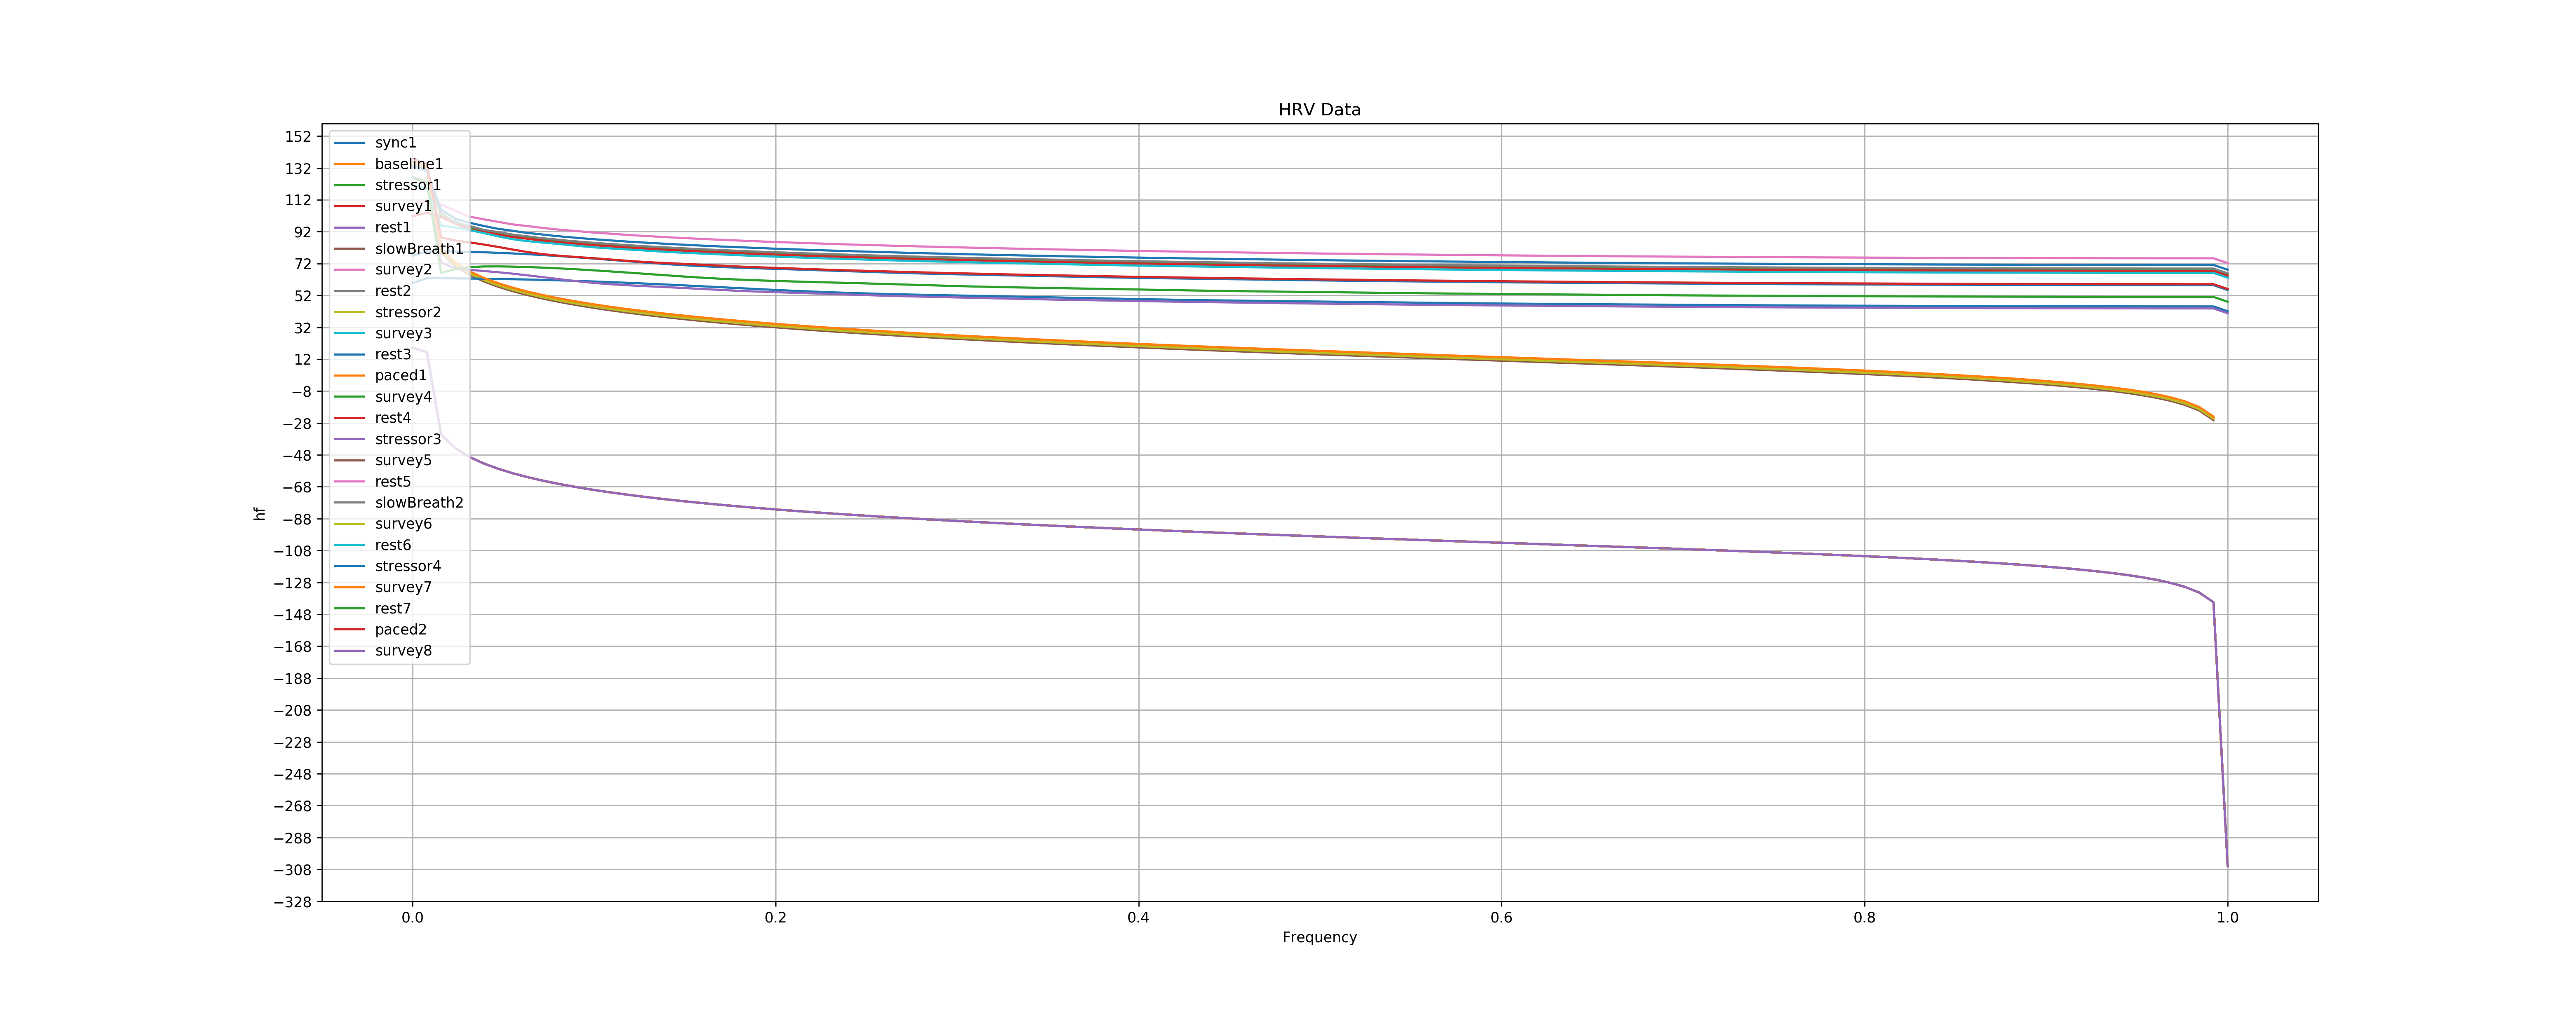 HRV Data
152
132
112
92
72
52
32
12
−8
−28
−48
−68
−88
−108
−128
−148
−168
−188
−208
−228
−248
−268
−288
−308
−328
hf
sync1
baseline1
stressor1
survey1
rest1
slowBreath1
survey2
rest2
stressor2
survey3
rest3
paced1
survey4
rest4
stressor3
survey5
rest5
slowBreath2
survey6
rest6
stressor4
survey7
rest7
paced2
survey8
0.0 0.2 0.4 0.6 0.8 1.0
Frequency